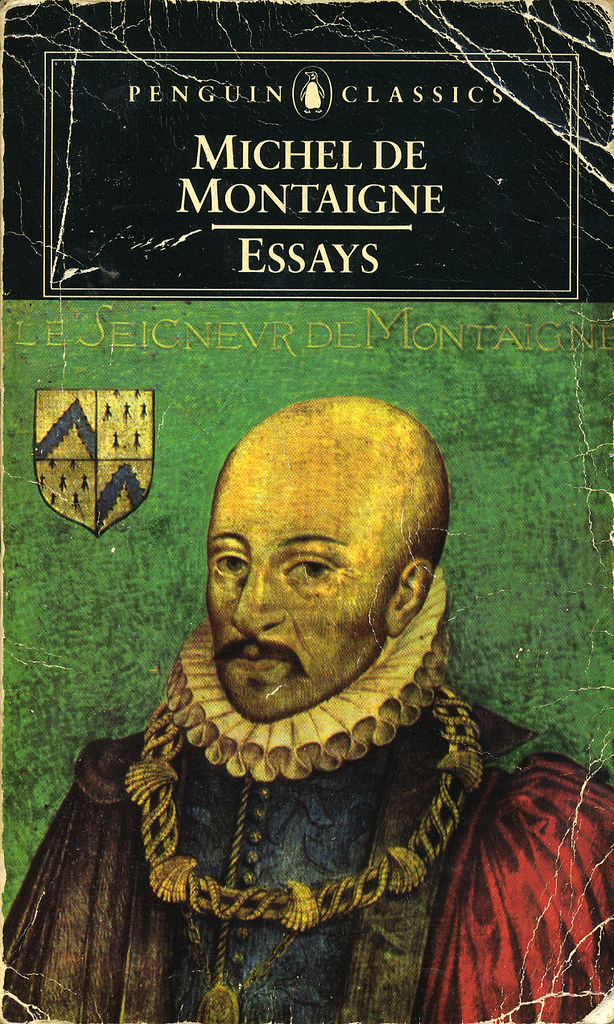 PENGUIN CLASSICS
MICHEL DE
MONTAIGNE
ESSAYS
LE SEIGNEVR DE MONTAIGNE